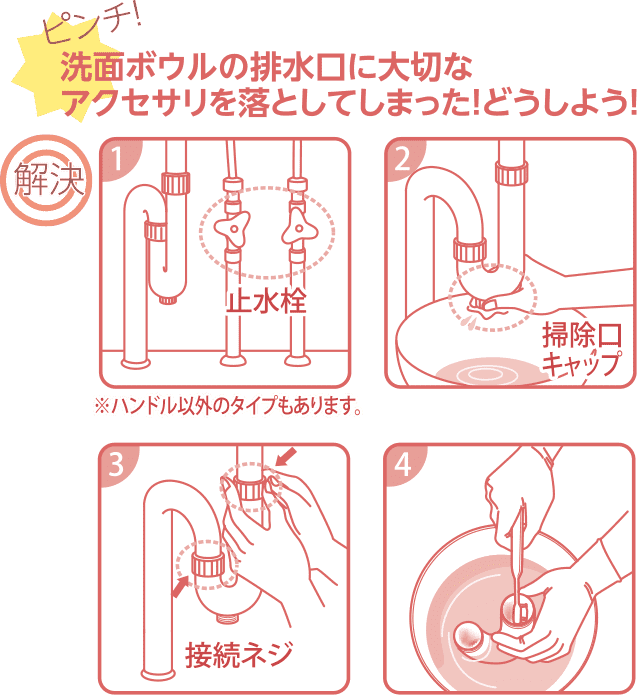 ピンチ!
洗面ボウルの排水口に大切な
アクセサリを落としてしまった!どうしよう!
解決
1
止水栓
※ハンドル以外のタイプもあります。
2
掃除口
キャップ
3
接続ネジ
4